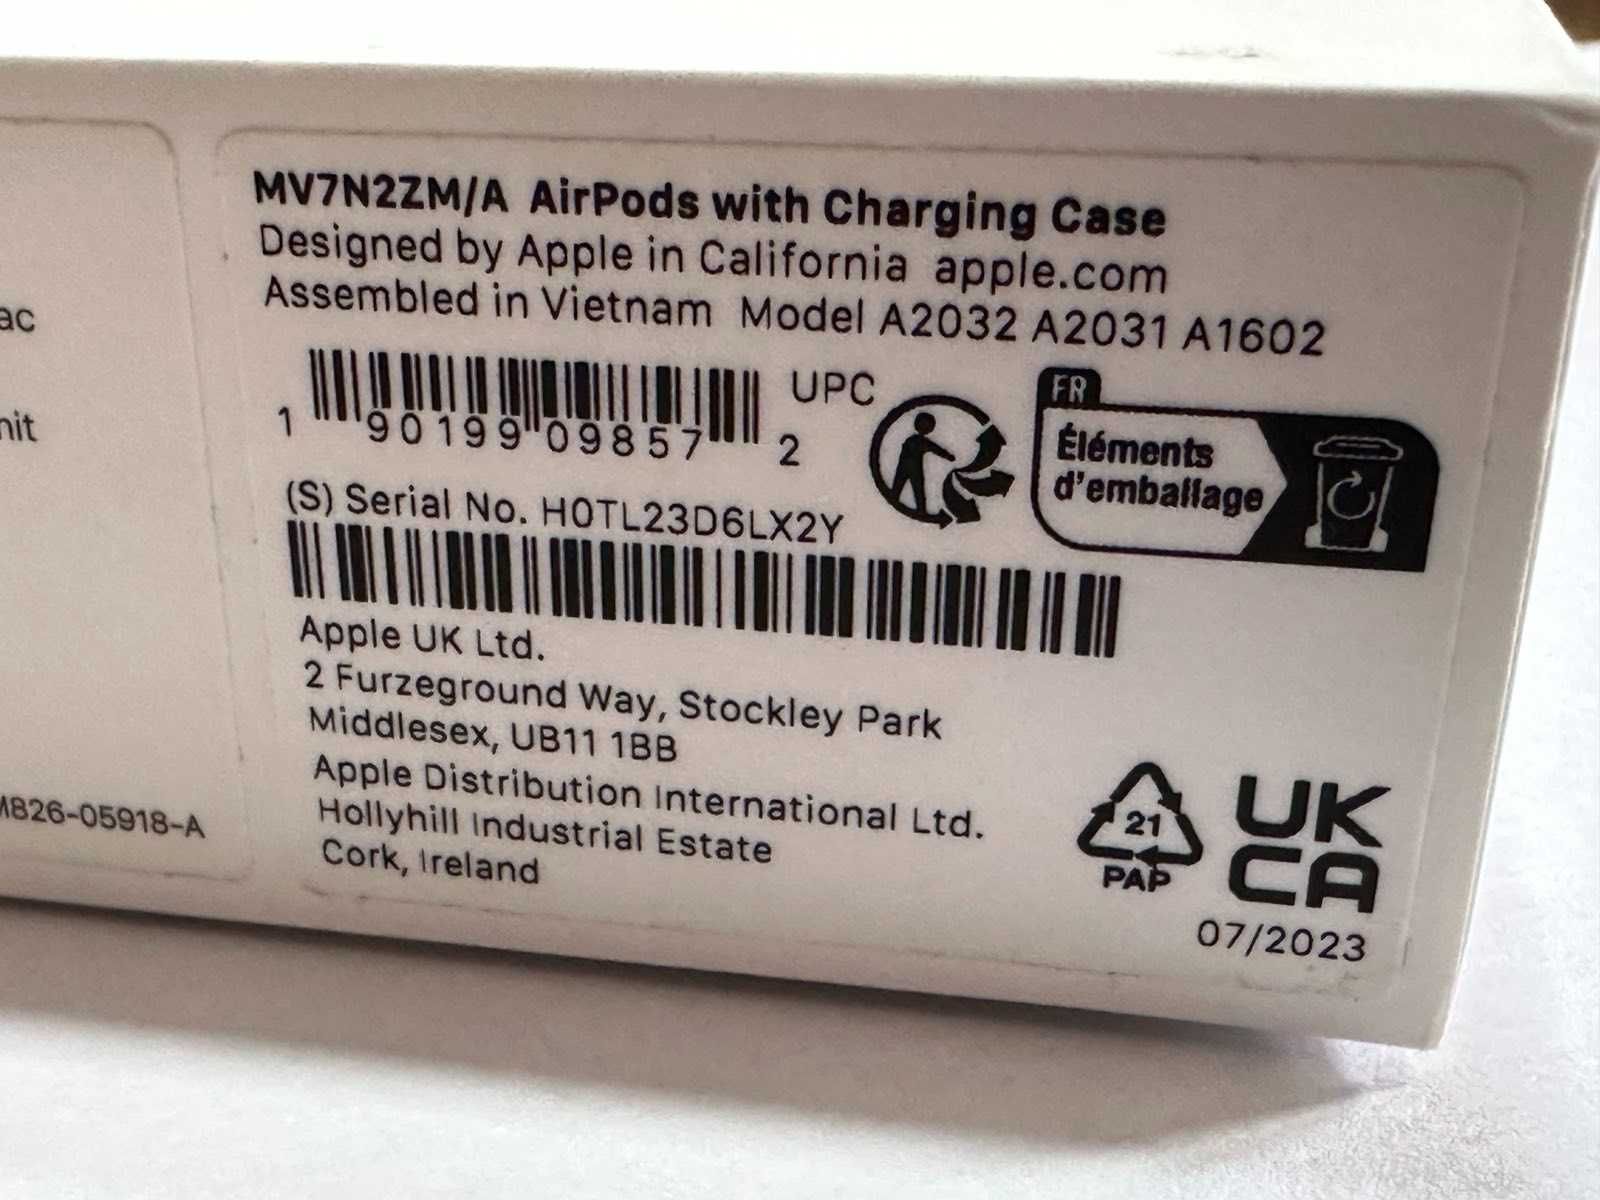 ac
nit
M826-05918-A
MV7N2ZM/A AirPods with Charging Case
Designed by Apple in California apple.com
Assembled in Vietnam Model A2032 A2031 A1602
UPC
1 90199 09857 2
FR
Éléments
d'emballage
(S) Serial No. H0TL23D6LX2Y
Apple UK Ltd.
2 Furzeground Way, Stockley Park
Middlesex, UB11 1BB
Apple Distribution International Ltd.
Hollyhill Industrial Estate
Cork, Ireland
21
PAP
UK
CA
07/2023